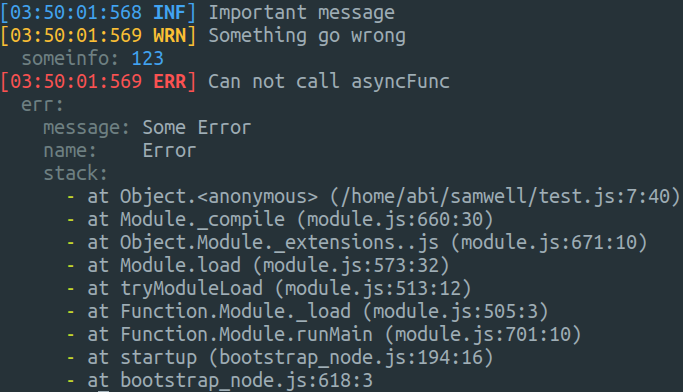 [03:50:01:568 INF] Important message
[03:50:01:569 WRN] Something go wrong
  someinfo: 123
[03:50:01:569 ERR] Can not call asyncFunc
  err:
    message: Some Error
    name:    Error
    stack:
      - at Object.<anonymous> (/home/abi/samwell/test.js:7:40)
      - at Module._compile (module.js:660:30)
      - at Object.Module._extensions..js (module.js:671:10)
      - at Module.load (module.js:573:32)
      - at tryModuleLoad (module.js:513:12)
      - at Function.Module._load (module.js:505:3)
      - at Function.Module.runMain (module.js:701:10)
      - at startup (bootstrap_node.js:194:16)
      - at bootstrap_node.js:618:3